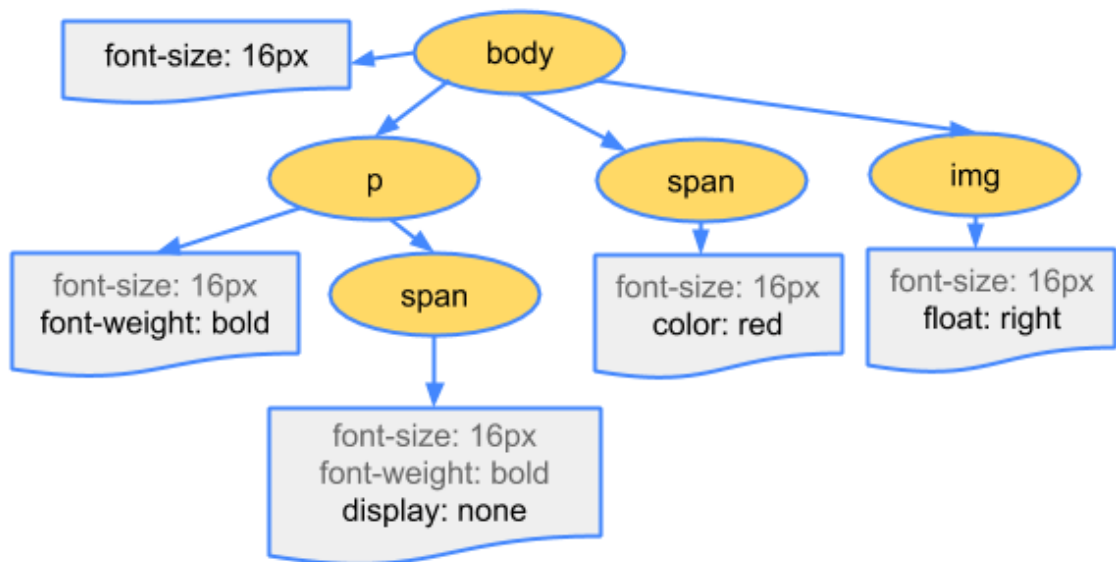 body
font-size: 16px
p
span
img
font-size: 16px
font-weight: bold
span
font-size: 16px
color: red
font-size: 16px
float: right
font-size: 16px
font-weight: bold
display: none